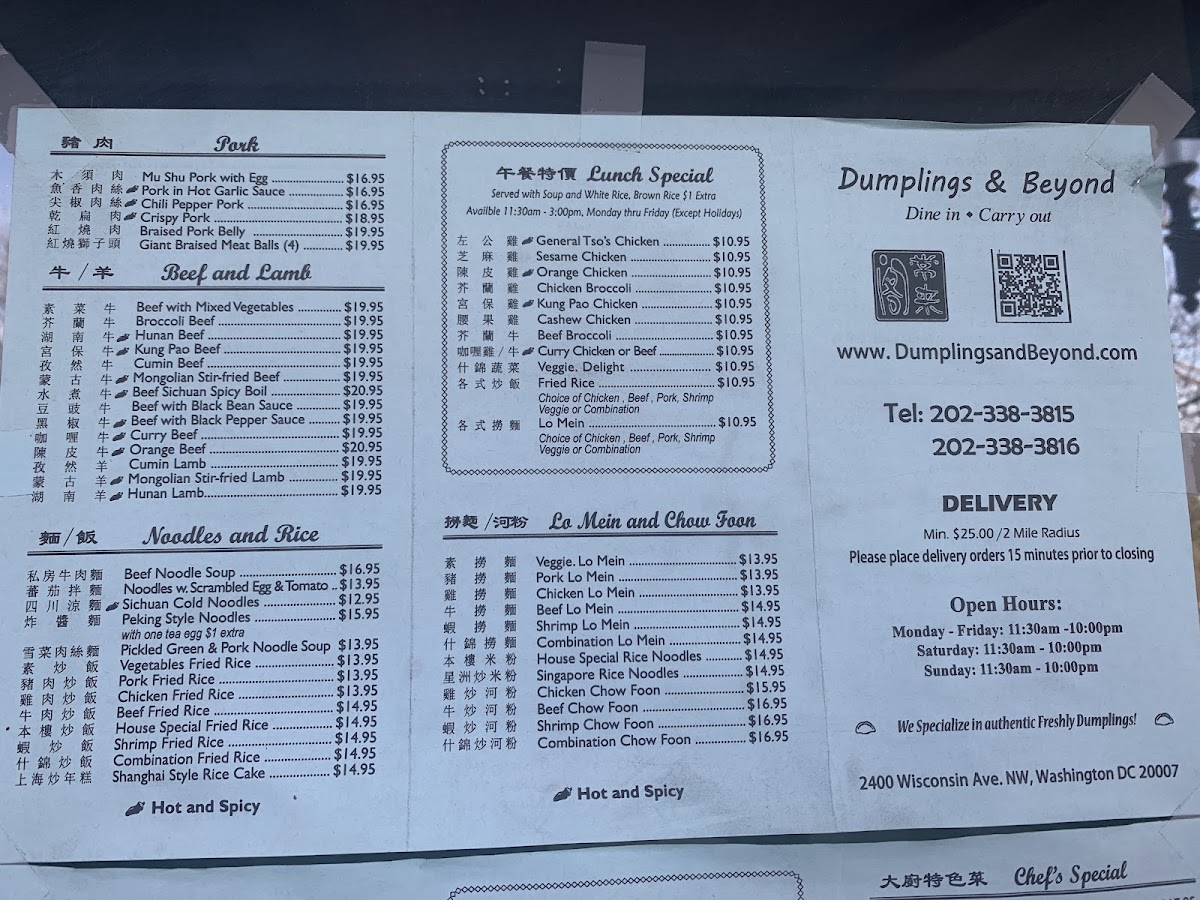 豬肉 Pork
木須肉 Mu Shu Pork with Egg $16.95
魚香肉絲 Pork in Hot Garlic Sauce $16.95
尖椒肉絲 Chili Pepper Pork $16.95
乾扁肉 Crispy Pork $18.95
紅燒肉 Braised Pork Belly $19.95
紅燒獅子頭 Giant Braised Meat Balls (4) $19.95
牛/羊 Beef and Lamb
素菜牛 Beef with Mixed Vegetables $19.95
芥蘭牛 Broccoli Beef $19.95
湖南牛 Hunan Beef $19.95
宮保牛 Kung Pao Beef $19.95
孜然牛 Cumin Beef $19.95
蒙古牛 Mongolian Stir-fried Beef $19.95
水煮牛 Beef Sichuan Spicy Boil $20.95
豆豉牛 Beef with Black Bean Sauce $19.95
黑椒牛 Beef with Black Pepper Sauce $19.95
咖喱牛 Curry Beef $19.95
陳皮牛 Orange Beef $20.95
孜然羊 Cumin Lamb $19.95
蒙古羊 Mongolian Stir-fried Lamb $19.95
湖南羊 Hunan Lamb $19.95
麵/飯 Noodles and Rice
私房牛肉麵 Beef Noodle Soup $16.95
蕃茄拌麵 Noodles w. Scrambled Egg & Tomato $13.95
四川涼麵 Sichuan Cold Noodles $12.95
炸醬麵 Peking Style Noodles $15.95
with one tea egg $1 extra
雪菜肉絲麵 Pickled Green & Pork Noodle Soup $13.95
素炒飯 Vegetables Fried Rice $13.95
豬肉炒飯 Pork Fried Rice $13.95
雞肉炒飯 Chicken Fried Rice $13.95
牛肉炒飯 Beef Fried Rice $14.95
本樓炒飯 House Special Fried Rice $14.95
蝦炒飯 Shrimp Fried Rice $14.95
什錦炒飯 Combination Fried Rice $14.95
上海炒年糕 Shanghai Style Rice Cake $14.95
Hot and Spicy
午餐特價 Lunch Special
Served with Soup and White Rice, Brown Rice $1 Extra
Availble 11:30am - 3:00pm, Monday thru Friday (Except Holidays)
左公雞 General Tso's Chicken $10.95
芝麻雞 Sesame Chicken $10.95
陳皮雞 Orange Chicken $10.95
芥蘭雞 Chicken Broccoli $10.95
宮保雞 Kung Pao Chicken $10.95
腰果雞 Cashew Chicken $10.95
芥蘭牛 Beef Broccoli $10.95
咖喱雞/牛 Curry Chicken or Beef $10.95
什錦蔬菜 Veggie. Delight $10.95
各式炒飯 Fried Rice $10.95
Choice of Chicken , Beef , Pork, Shrimp
Veggie or Combination
各式撈麵 Lo Mein $10.95
Choice of Chicken , Beef , Pork, Shrimp
Veggie or Combination
撈麵/河粉 Lo Mein and Chow Foon
素撈麵 Veggie. Lo Mein $13.95
豬撈麵 Pork Lo Mein $13.95
雞撈麵 Chicken Lo Mein $13.95
牛撈麵 Beef Lo Mein $14.95
蝦撈麵 Shrimp Lo Mein $14.95
什錦撈麵 Combination Lo Mein $14.95
本樓米粉 House Special Rice Noodles $14.95
星洲炒米粉 Singapore Rice Noodles $14.95
雞炒河粉 Chicken Chow Foon $15.95
牛炒河粉 Beef Chow Foon $16.95
蝦炒河粉 Shrimp Chow Foon $16.95
什錦炒河粉 Combination Chow Foon $16.95
Hot and Spicy
Dumplings & Beyond
Dine in • Carry out
www. DumplingsandBeyond.com
Tel: 202-338-3815
202-338-3816
DELIVERY
Min. $25.00 /2 Mile Radius
Please place delivery orders 15 minutes prior to closing
Open Hours:
Monday - Friday: 11:30am -10:00pm
Saturday: 11:30am - 10:00pm
Sunday: 11:30am - 10:00pm
We Specialize in authentic Freshly Dumplings!
2400 Wisconsin Ave. NW, Washington DC 20007
大廚特色菜 Chef's Special